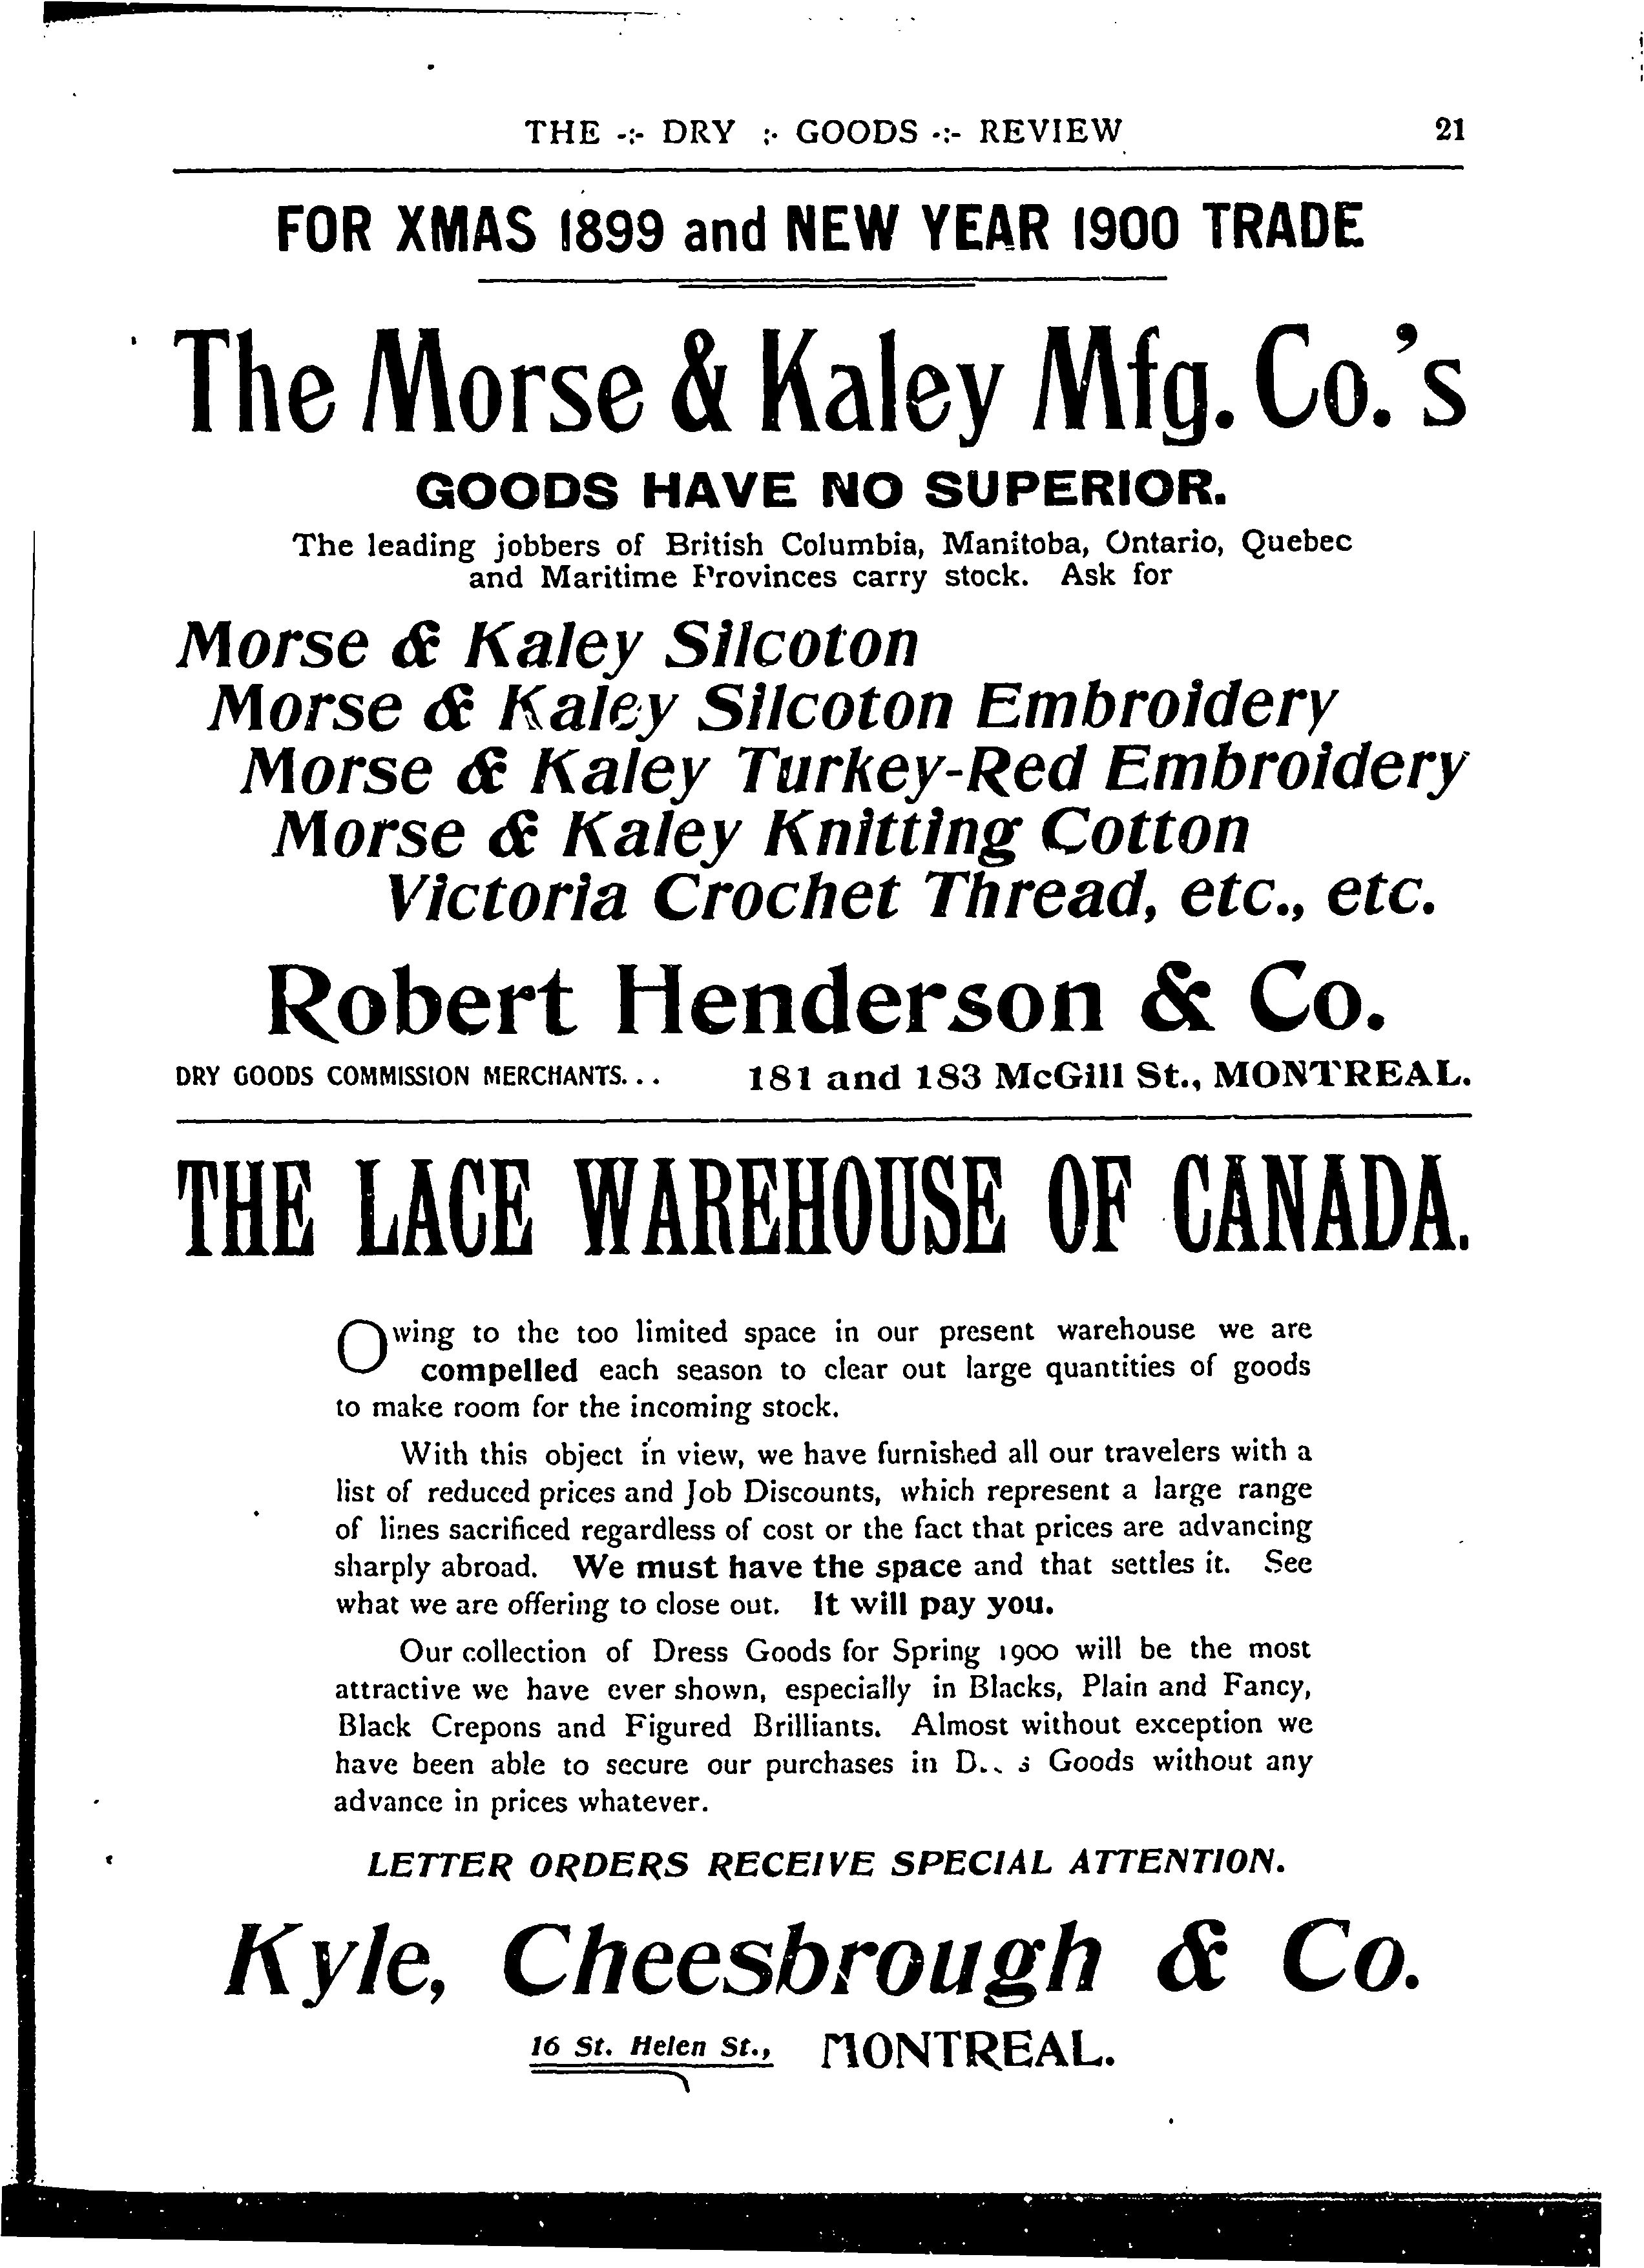 THE -:- DRY -:- GOODS -:- REVIEW 21
FOR XMAS 1899 and NEW YEAR 1900 TRADE
The Morse & Kaley Mfg. Co.'s
GOODS HAVE NO SUPERIOR.
The leading jobbers of British Columbia, Manitoba, Ontario, Quebec
and Maritime Provinces carry stock. Ask for
Morse & Kaley Silcoton
Morse & Kaley Silcoton Embroidery
Morse & Kaley Turkey-Red Embroidery
Morse & Kaley Knitting Cotton
Victoria Crochet Thread, etc., etc.
Robert Henderson & Co.
DRY GOODS COMMISSION MERCHANTS... 181 and 183 McGill St., MONTREAL.
THE LACE WAREHOUSE OF CANADA.
Owing to the too limited space in our present warehouse we are
compelled each season to clear out large quantities of goods
to make room for the incoming stock.
With this object in view, we have furnished all our travelers with a
list of reduced prices and Job Discounts, which represent a large range
of lines sacrificed regardless of cost or the fact that prices are advancing
sharply abroad. We must have the space and that settles it. See
what we are offering to close out. It will pay you.
Our collection of Dress Goods for Spring 1900 will be the most
attractive we have ever shown, especially in Blacks, Plain and Fancy,
Black Crepons and Figured Brilliants. Almost without exception we
have been able to secure our purchases in Goods without any
advance in prices whatever.
LETTER ORDERS RECEIVE SPECIAL ATTENTION.
Kyle, Cheesbrough & Co.
16 St. Helen St., MONTREAL.